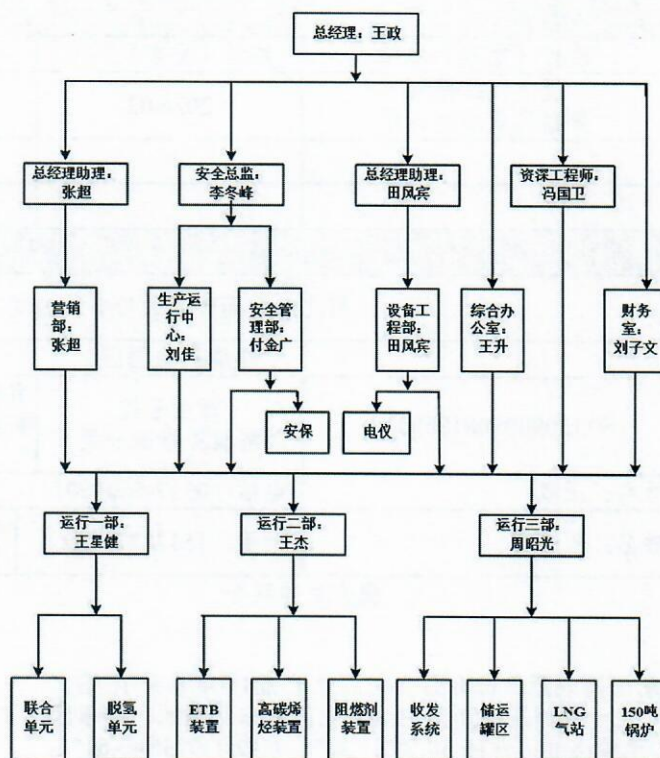 总经理：王政
总经理助理：
张超
安全总监：
李冬峰
总经理助理：
田风宾
资深工程师：
冯国卫
营销
部：
张超
生产运
行中
心：
刘佳
安全管
理部：
付金广
设备工
程部：
田风宾
综合办
公室：
王升
财务
室：
刘子文
安保
电仪
运行一部：
王星健
运行二部：
王杰
运行三部：
周昭光
联合
单元
脱氢
单元
ETB
装置
高碳烯
烃装置
阻燃剂
装置
收发
系统
储运
罐区
LNG
气站
150吨
锅炉